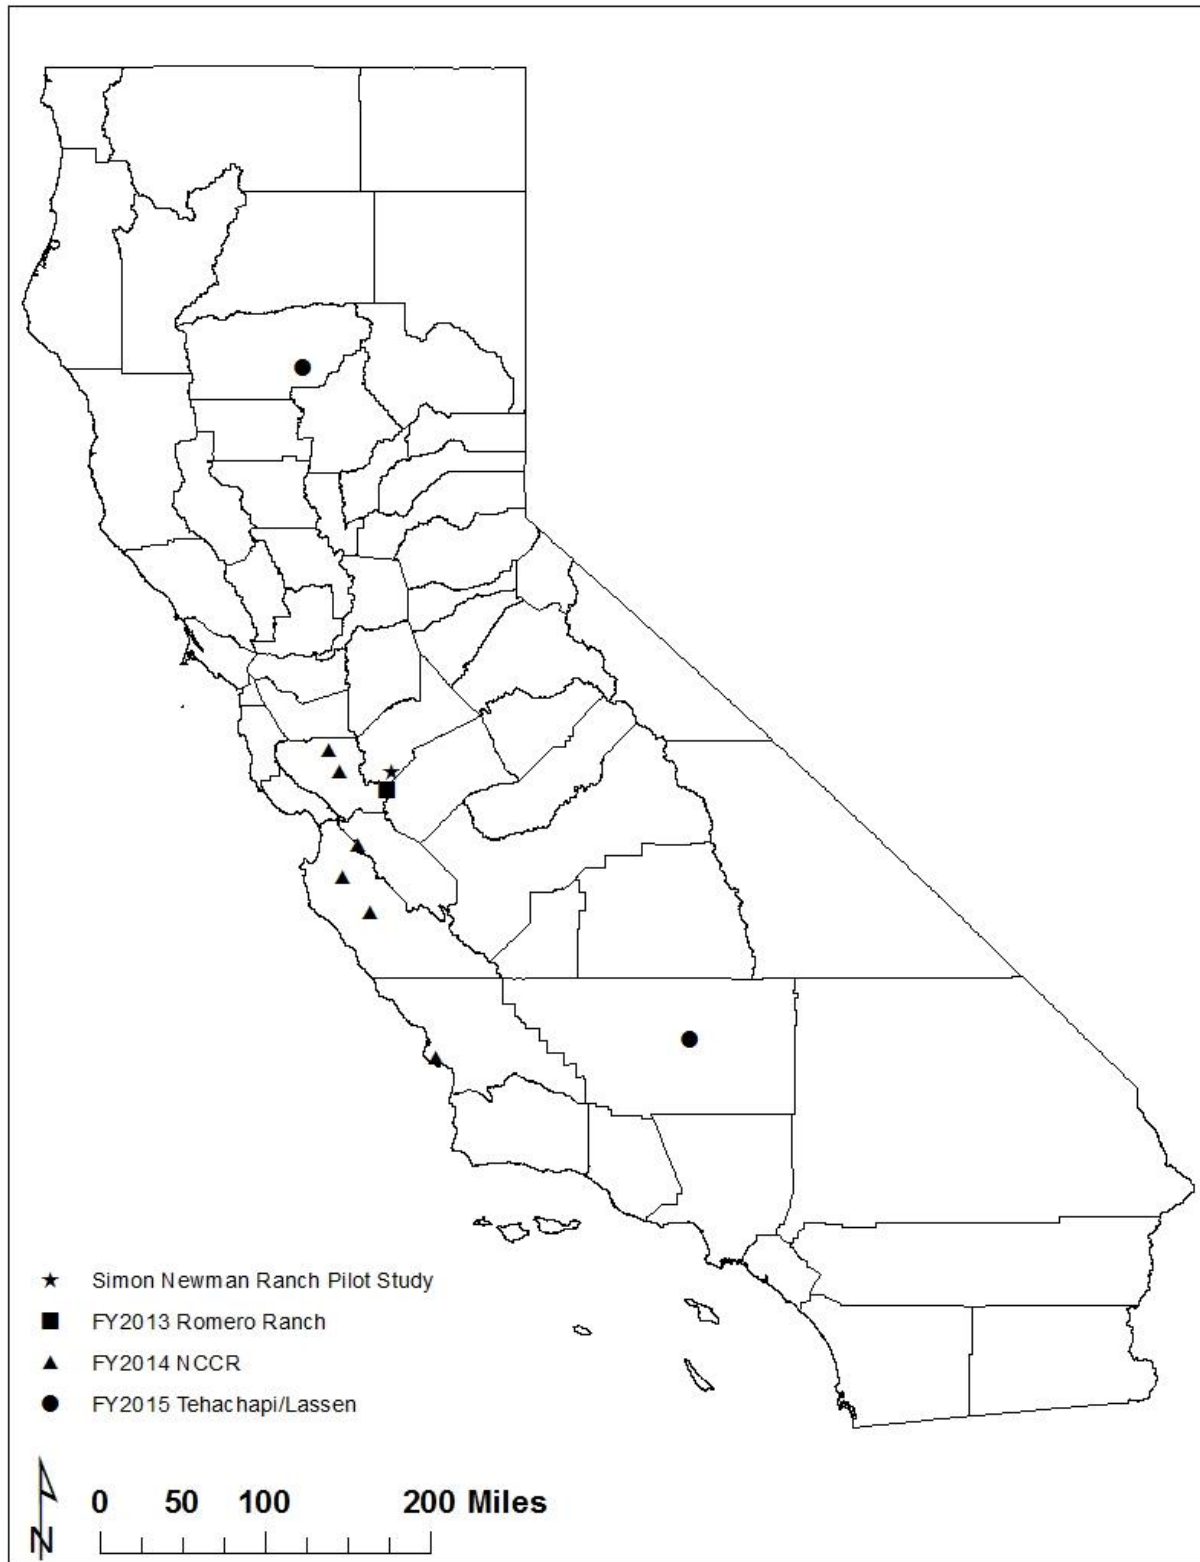 Simon Newman Ranch Pilot Study
FY2013 Romero Ranch
FY2014 NCCR
FY2015 Tehachapi/Lassen
N
0 50 100 200 Miles